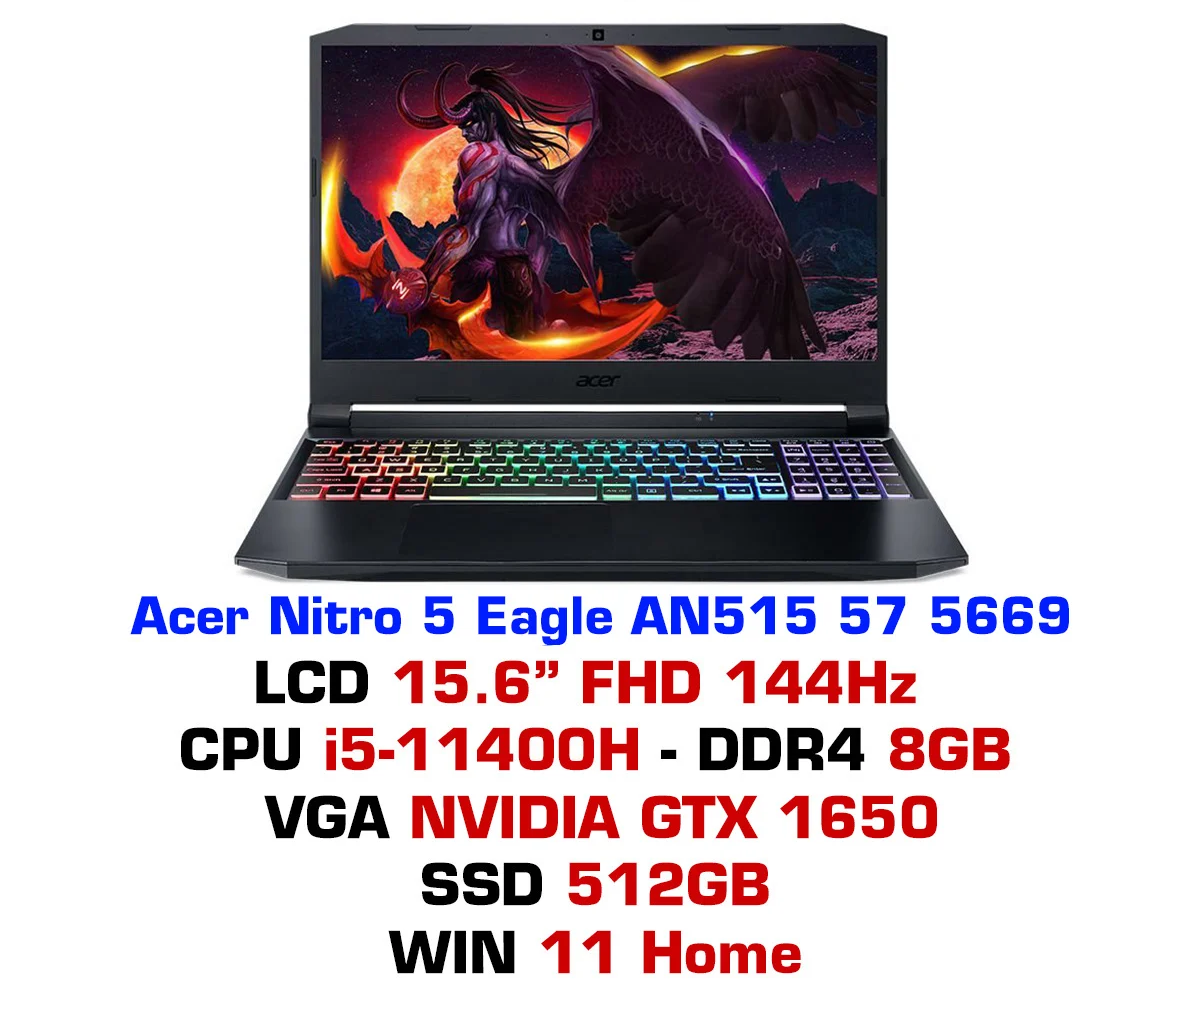 acer
Acer Nitro 5 Eagle AN515 57 5669
LCD 15.6” FHD 144Hz
CPU i5-11400H - DDR4 8GB
VGA NVIDIA GTX 1650
SSD 512GB
WIN 11 Home